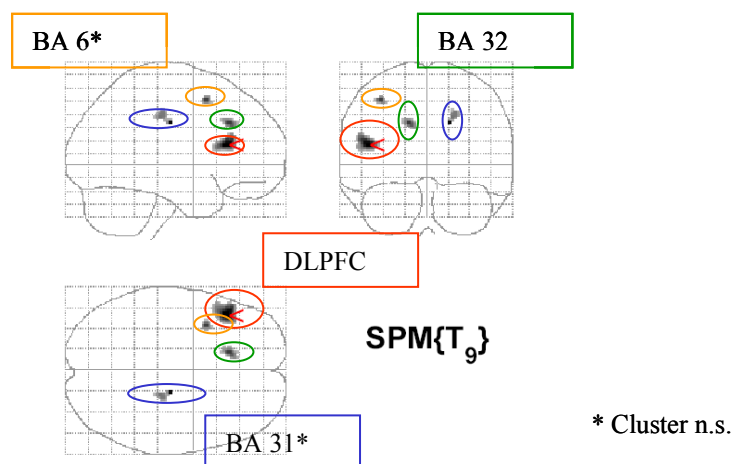 BA 6*
BA 32
DLPFC
SPM{T9}
BA 31*
* Cluster n.s.